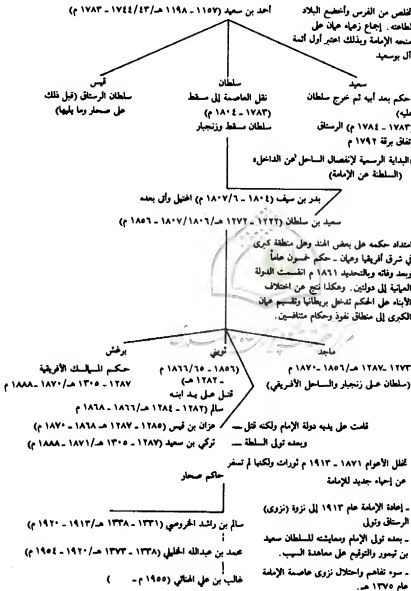 أحمد بن سعيد (١١٥٧ - ١١٩٨ هـ/١٧٤٤/٤٣ - ١٧٨٣ م)
تخلص من الفرس وأخضع البلاد
لطاعته . إجماع زعماء عمان على
منحه الإمامة وبذلك اعتبر أول أئمة
آل بوسعيد
سعيد
حكم بعد أبيه ثم خرج سلطان
عليه)
(١٧٨٣ - ١٧٨٤ م) الرستاق
اتفاق بركة ١٧٩٢ م
سلطان
نقل العاصمة إلى مسقط
(١٧٨٣ - ١٨٠٤ م)
سلطان مسقط وزنجبار
قيس
سلطان الرستاق (قبل ذلك
على صحار وما يليها)
(البداية الرسمية لإنفصال الساحل «عن الداخل»
(السلطنة عن الإمامة)
بدر بن سيف (١٨٠٤ - ١٨٠٧/٦ م) اغتيل وأتى بعده
سعيد بن سلطان (١٢٢٢ - ١٢٧٢ هـ/١٨٠٧/١٨٠٦ - ١٨٥٦ م)
امتداد حكمه على بعض الهند وعلى منطقة كبرى
في شرق أفريقيا وعمان - حكم خمسون عاماً
وبعد وفاته وبالتحديد ١٨٦١ م انقسمت الدولة
العمانية إلى دولتين . وهكذا نتج عن اختلاف
الأبناء على الحكم تدخل بريطانيا وتقسيم عمان
الكبرى إلى مناطق نفوذ وحكام متنافسين .
ماجد
١٢٧٣ - ١٢٨٧ هـ/١٨٥٦ - ١٨٧٠ م
(سلطان على زنجبار والساحل الأفريقي)
ثويني
(١٨٥٦ - ١٨٦٦/٦٥ م
- ١٢٨٢ هـ)
قتل على يد ابنه
سالم (١٢٨٢ - ١٢٨٤ هـ/١٨٦٦ - ١٨٦٨ م
برغش
حكم الممالك الأفريقية
١٢٨٧ - ١٣٠٥ هـ/١٨٧٠ - ١٨٨٨ م
قامت على يديه دولة الإمام ولكنه قتل — عزان بن قيس (١٢٨٥ - ١٢٨٧ هـ ١٨٦٨ - ١٨٧٠ م)
وبعده تولى السلطة — تركي بن سعيد (١٢٨٧ - ١٣٠٥ هـ/١٨٧١ - ١٨٨٨ م)
تخلل الأعوام ١٨٧١ - ١٩١٣ م ثورات ولكنها لم تسفر
عن إحياء جديد للإمامة
حاكم صحار
- إعادة الإمامة عام ١٩١٣ إلى نزوة (نزوى)
الرستاق وتولى
سالم بن راشد الخروصي (١٣٣١ - ١٣٣٨ هـ/١٩١٣ - ١٩٢٠ م)
- بعده تولى الإمام ومعايشته للسلطان سعيد
بن تيمور والتوقيع على معاهدة السيب .
محمد بن عبدالله الخليلي (١٣٣٨ - ١٣٧٣ هـ/١٩٢٠ - ١٩٥٤ م)
- سوء تفاهم واحتلال نزوى عاصمة الإمامة
عام ١٣٧٥ هـ .
غالب بن علي الهنائي (١٩٥٥ م - )